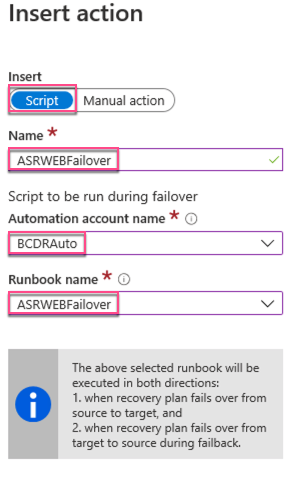 Insert action
Insert
Script Manual action
Name *
ASRWEBFailover
Script to be run during failover
Automation account name *
BCDRAuto
Runbook name *
ASRWEBFailover
The above selected runbook will be
executed in both directions:
1. when recovery plan fails over from
source to target, and
2. when recovery plan fails over from
target to source during failback.